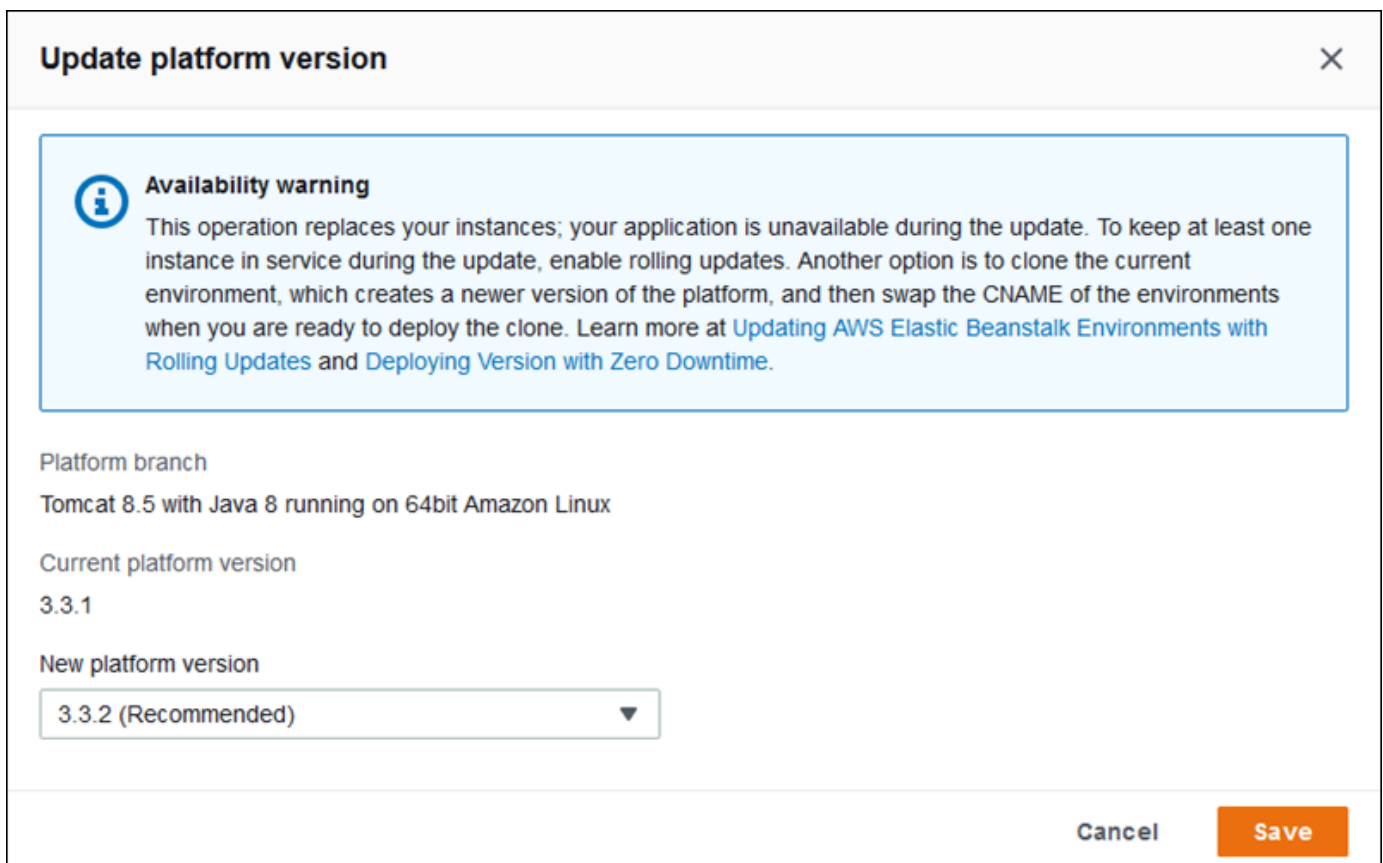 Update platform version
Availability warning
This operation replaces your instances; your application is unavailable during the update. To keep at least one
instance in service during the update, enable rolling updates. Another option is to clone the current
environment, which creates a newer version of the platform, and then swap the CNAME of the environments
when you are ready to deploy the clone. Learn more at Updating AWS Elastic Beanstalk Environments with
Rolling Updates and Deploying Version with Zero Downtime.
Platform branch
Tomcat 8.5 with Java 8 running on 64bit Amazon Linux
Current platform version
3.3.1
New platform version
3.3.2 (Recommended)
Cancel Save